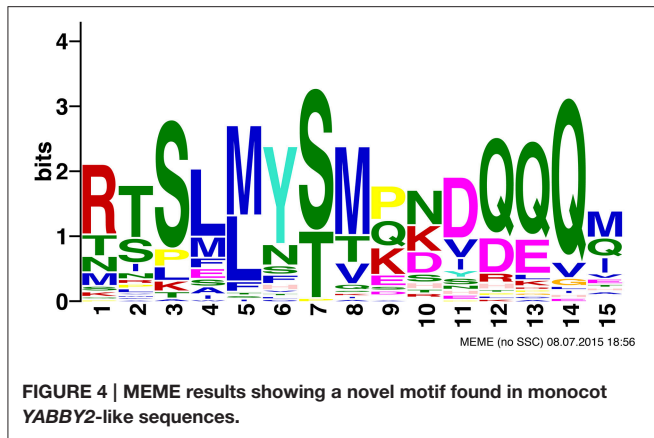 4
3
2
1
0
bits
R T S L M Y S M P N D Q Q Q M
T S P M L N T T Q K V D E V Q
N I L F F S V K D I I
M N K E F E Y
S A
1 2 3 4 5 6 7 8 9 10 11 12 13 14 15
MEME (no SSC) 08.07.2015 18:56
FIGURE 4 | MEME results showing a novel motif found in monocot
YABBY2-like sequences.